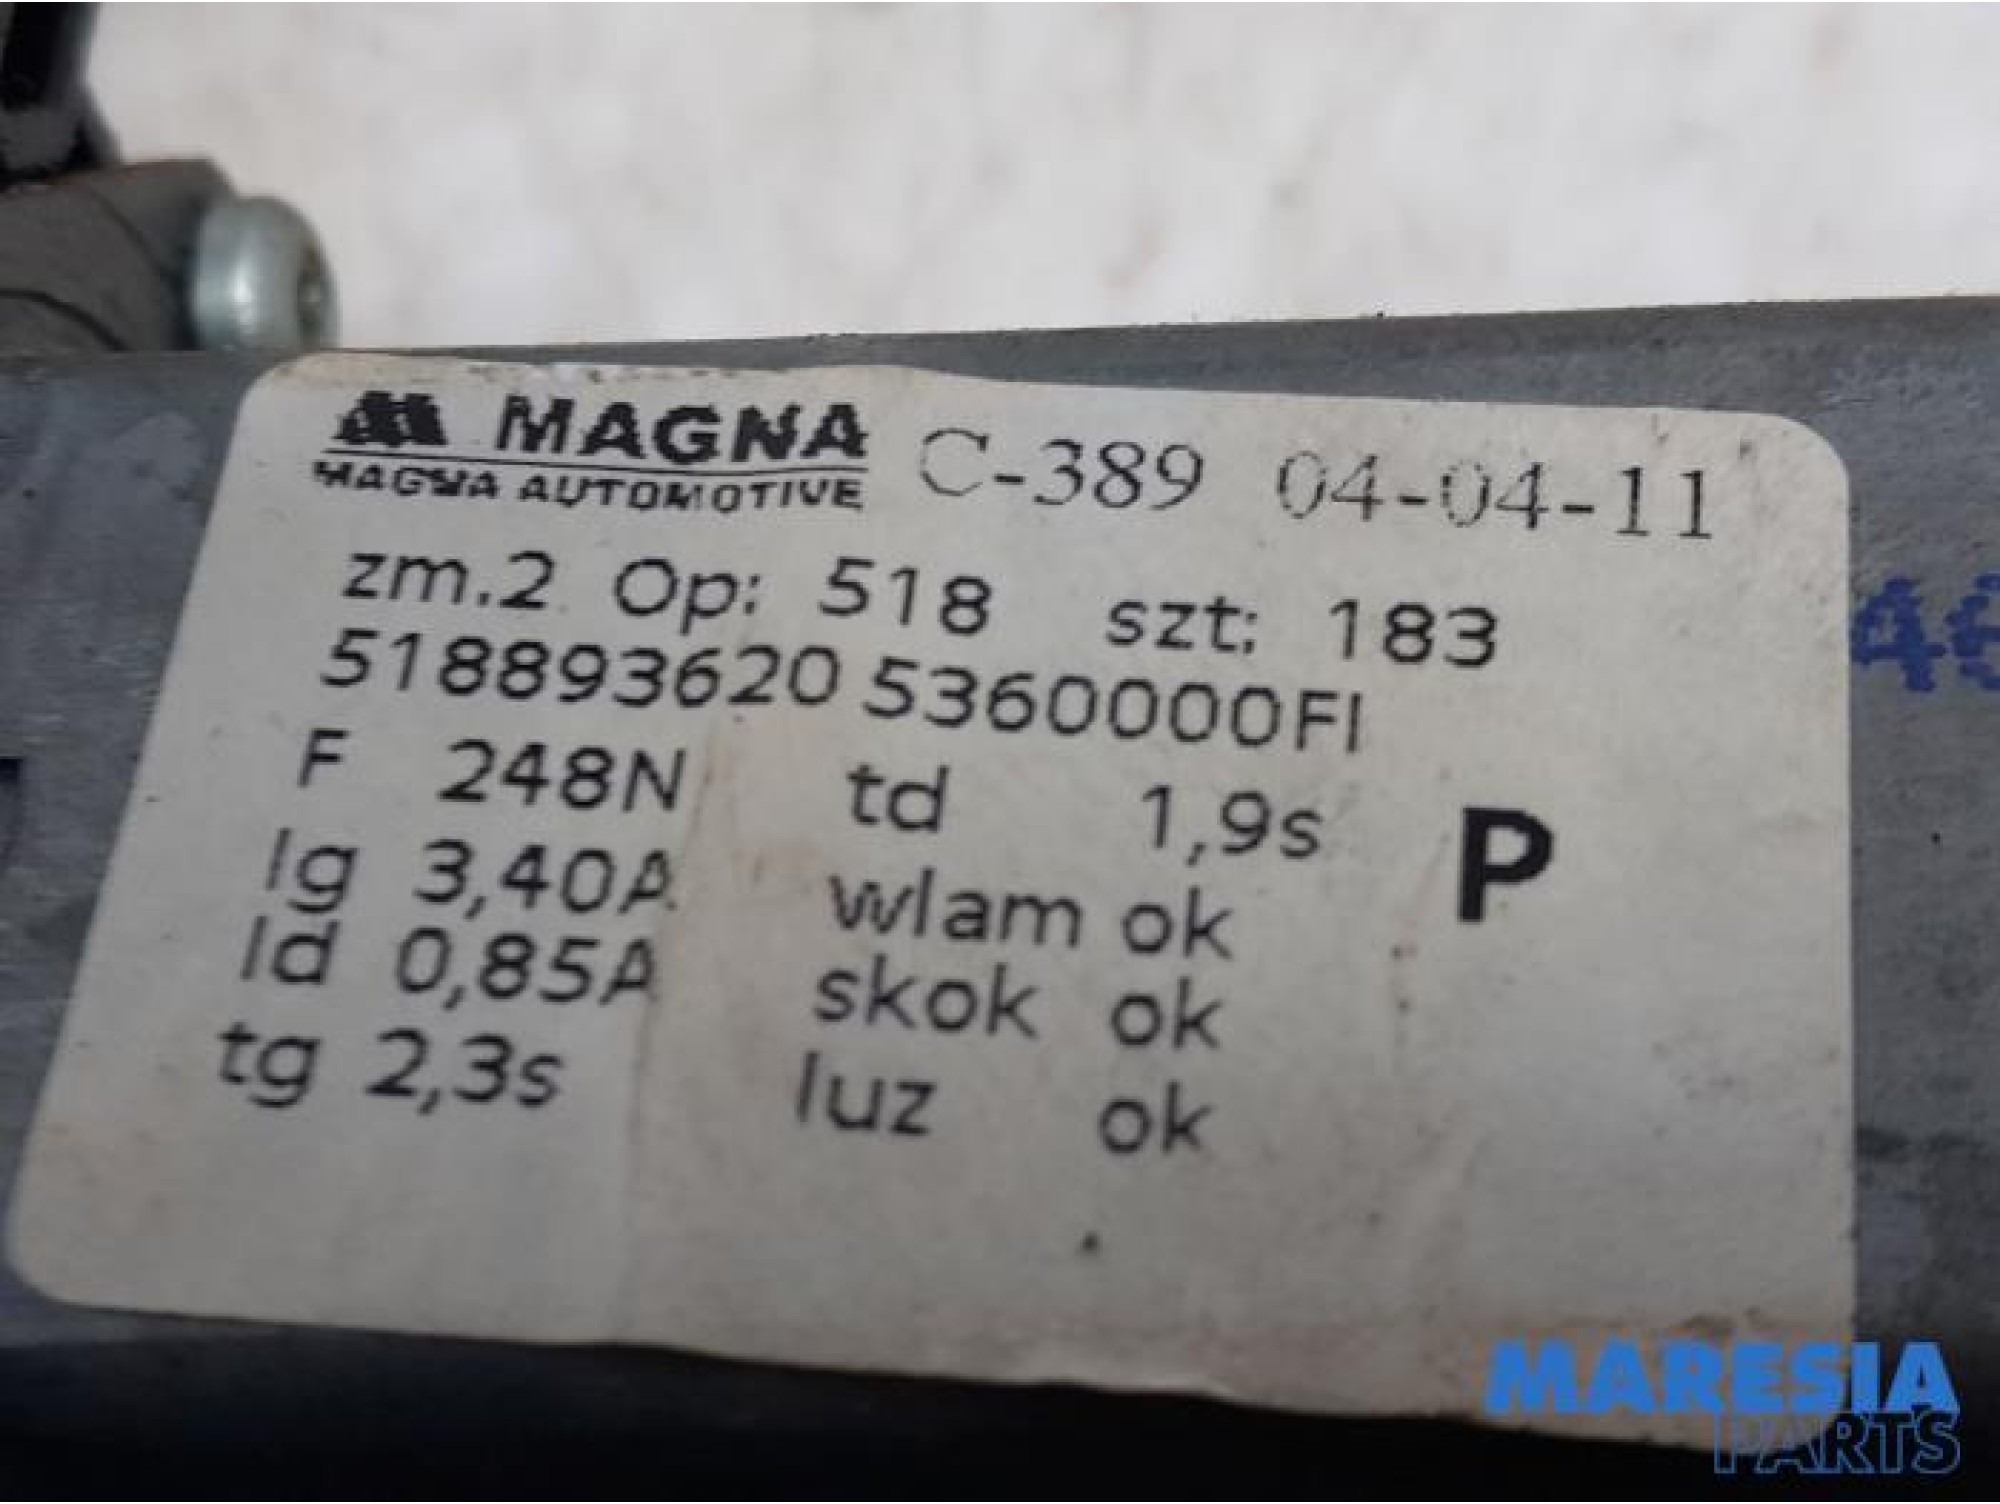 MAGNA C-389 04-04-11
MAGNA AUTOMOTIVE
zm.2 Op: 518 szt: 183
518893620 5360000FI
F 248N td 1,9s P
Ig 3,40A wlam ok
Id 0,85A skok ok
tg 2,3s luz ok
46
MARESIA
PARTS